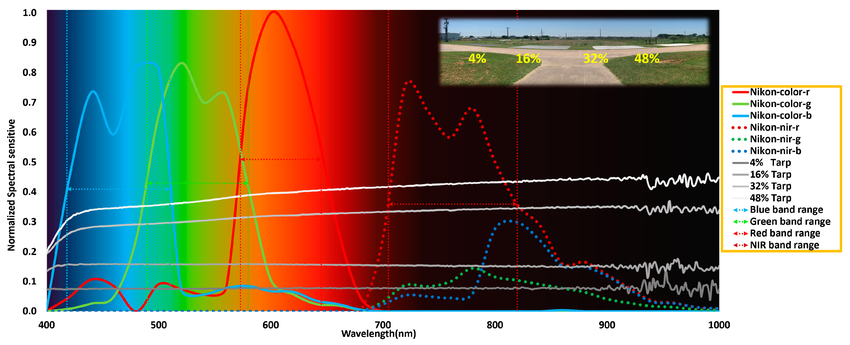 1.0
0.9
0.8
0.7
0.6
0.5
0.4
0.3
0.2
0.1
0.0
Normalized Spectral sensitive
400
500
600
700
800
900
1000
Wavelength(nm)
4% 16% 32% 48%
Nikon-color-r
Nikon-color-g
Nikon-color-b
Nikon-nir-r
Nikon-nir-g
Nikon-nir-b
4% Tarp
16% Tarp
32% Tarp
48% Tarp
Blue band range
Green band range
Red band range
NIR band range